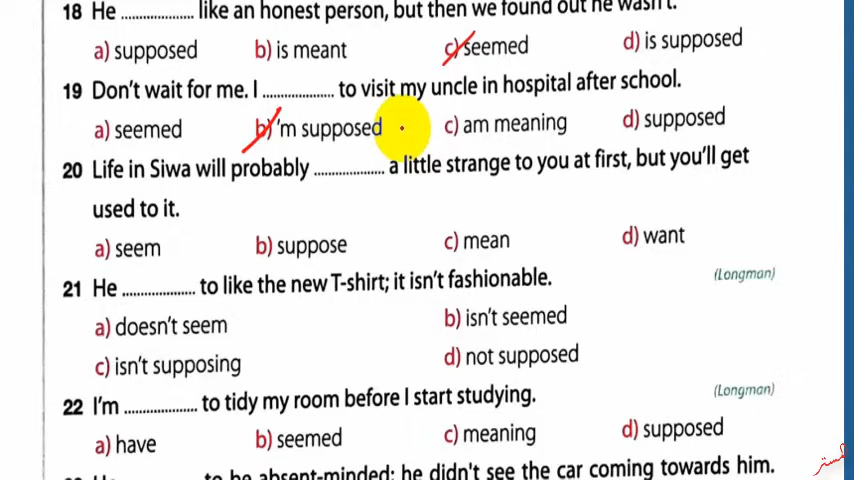 18 He .................... like an honest person, but then we found out he wasn't.
a) supposed b) is meant c) seemed d) is supposed
19 Don't wait for me. I .................... to visit my uncle in hospital after school.
a) seemed b) 'm supposed c) am meaning d) supposed
20 Life in Siwa will probably .................... a little strange to you at first, but you'll get
used to it.
a) seem b) suppose c) mean d) want
21 He .................... to like the new T-shirt; it isn't fashionable. (Longman)
a) doesn't seem b) isn't seemed
c) isn't supposing d) not supposed
22 I'm .................... to tidy my room before I start studying. (Longman)
a) have b) seemed c) meaning d) supposed
He .................... to be absent-minded; he didn't see the car coming towards him.